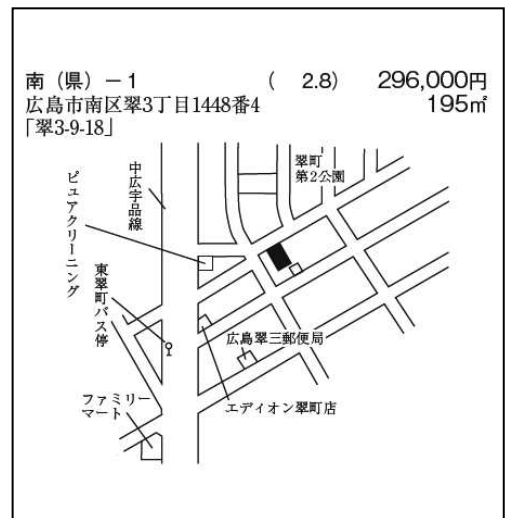 南（県）－1 （ 2.8） 296,000円
広島市南区翠3丁目1448番4 195㎡
「翠3-9-18」
翠町
第2公園
中広宇品線
ピュアクリーニング
東翠町バス停
広島翠三郵便局
ファミリー
マート
エディオン翠町店